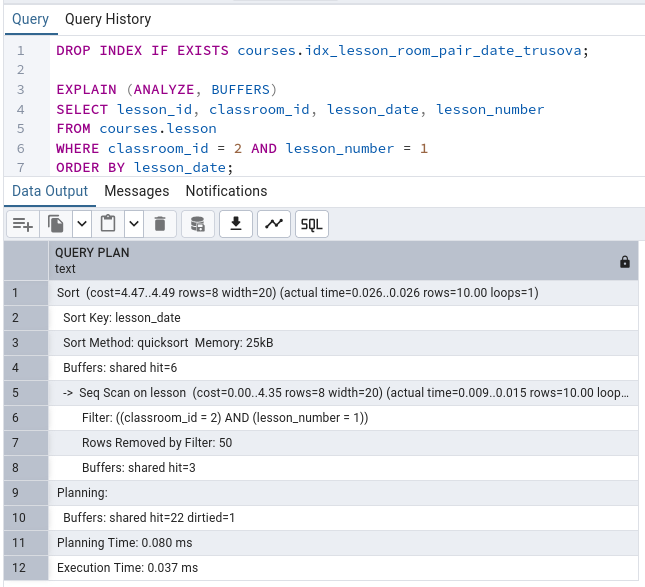 Query Query History
1 DROP INDEX IF EXISTS courses.idx_lesson_room_pair_date_trusova;
2
3 EXPLAIN (ANALYZE, BUFFERS)
4 SELECT lesson_id, classroom_id, lesson_date, lesson_number
5 FROM courses.lesson
6 WHERE classroom_id = 2 AND lesson_number = 1
7 ORDER BY lesson_date;
Data Output Messages Notifications
SQL
QUERY PLAN
text
1 Sort (cost=4.47..4.49 rows=8 width=20) (actual time=0.026..0.026 rows=10.00 loops=1)
2 Sort Key: lesson_date
3 Sort Method: quicksort Memory: 25kB
4 Buffers: shared hit=6
5 -> Seq Scan on lesson (cost=0.00..4.35 rows=8 width=20) (actual time=0.009..0.015 rows=10.00 loop...
6 Filter: ((classroom_id = 2) AND (lesson_number = 1))
7 Rows Removed by Filter: 50
8 Buffers: shared hit=3
9 Planning:
10 Buffers: shared hit=22 dirtied=1
11 Planning Time: 0.080 ms
12 Execution Time: 0.037 ms